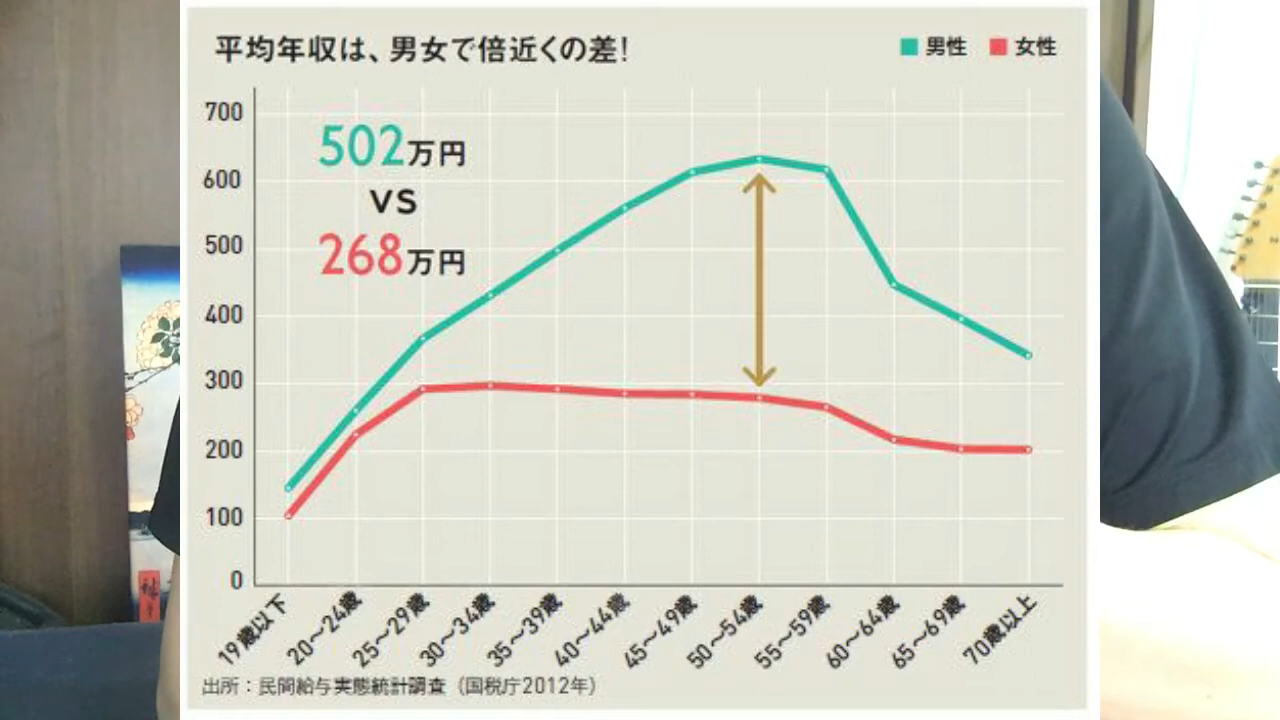 平均年収は、男女で倍近くの差!
男性 女性
502万円
VS
268万円
700
600
500
400
300
200
100
0
19歳以下 20〜24歳 25〜29歳 30〜34歳 35〜39歳 40〜44歳 45〜49歳 50〜54歳 55〜59歳 60〜64歳 65〜69歳 70歳以上
出所：民間給与実態統計調査（国税庁2012年）